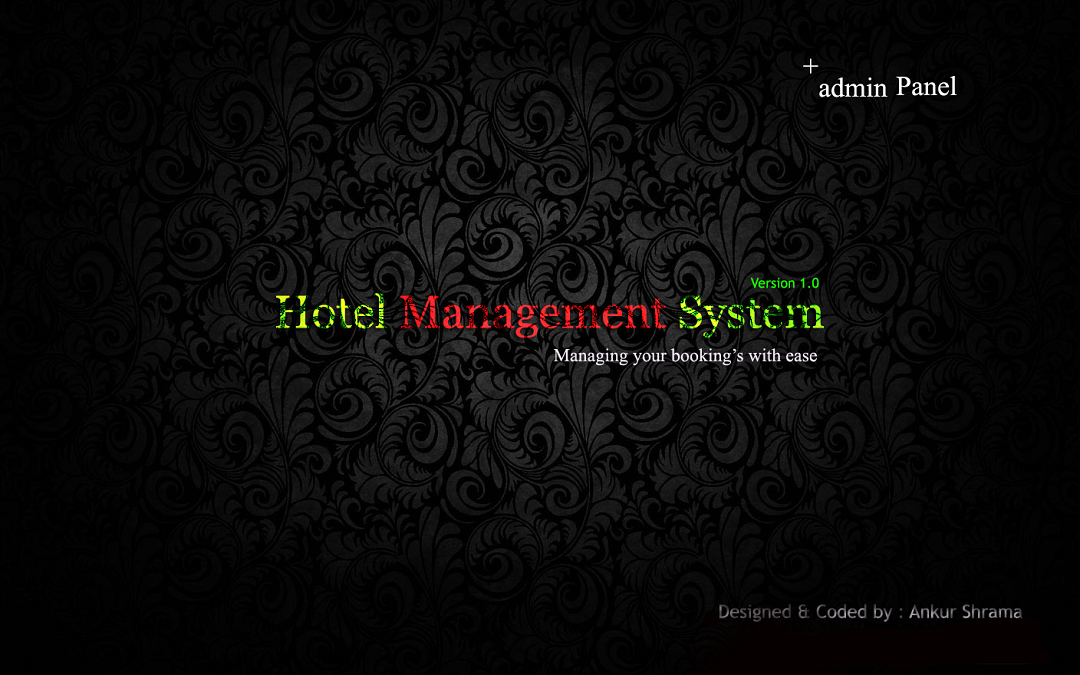 +
admin Panel
Version 1.0
Hotel Management System
Managing your booking’s with ease
Designed & Coded by : Ankur Shrama